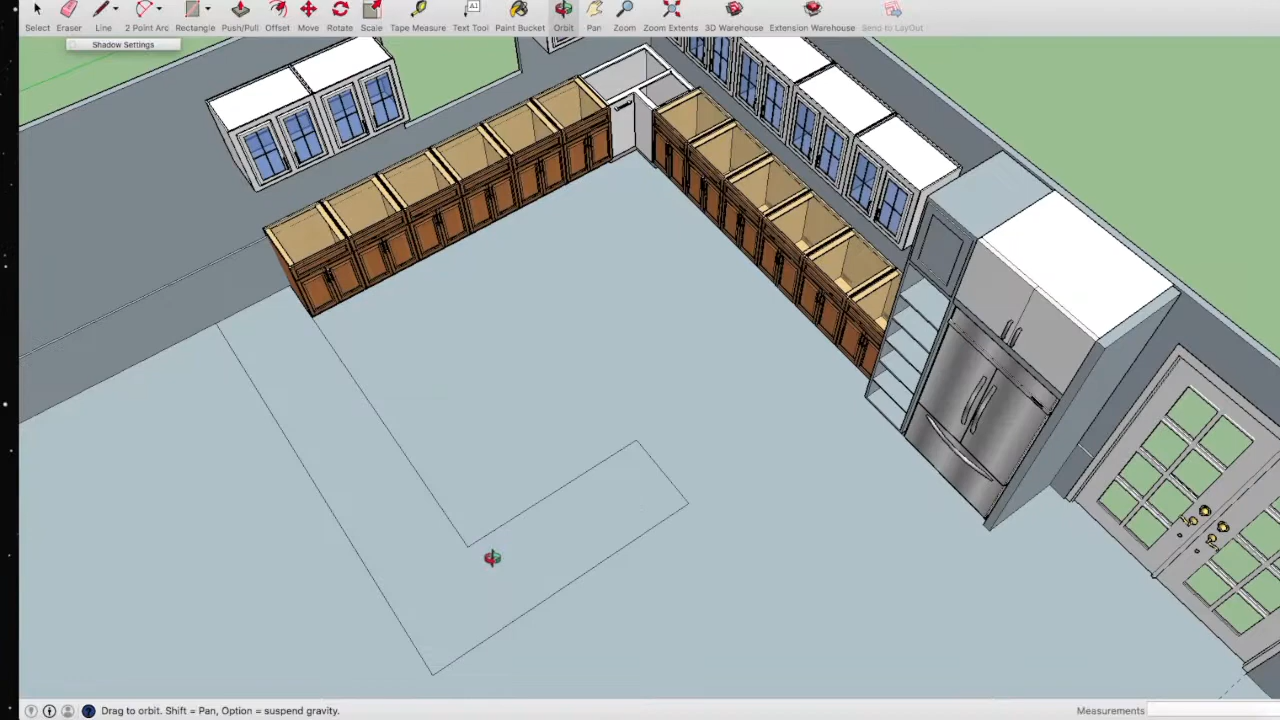 Select Eraser Line 2 Point Arc Rectangle Push/Pull Offset Move Rotate Scale Tape Measure Text Tool Paint Bucket Orbit Pan Zoom Zoom Extents 3D Warehouse Extension Warehouse Send to LayOut
Shadow Settings
Drag to orbit. Shift = Pan, Option = suspend gravity.
Measurements